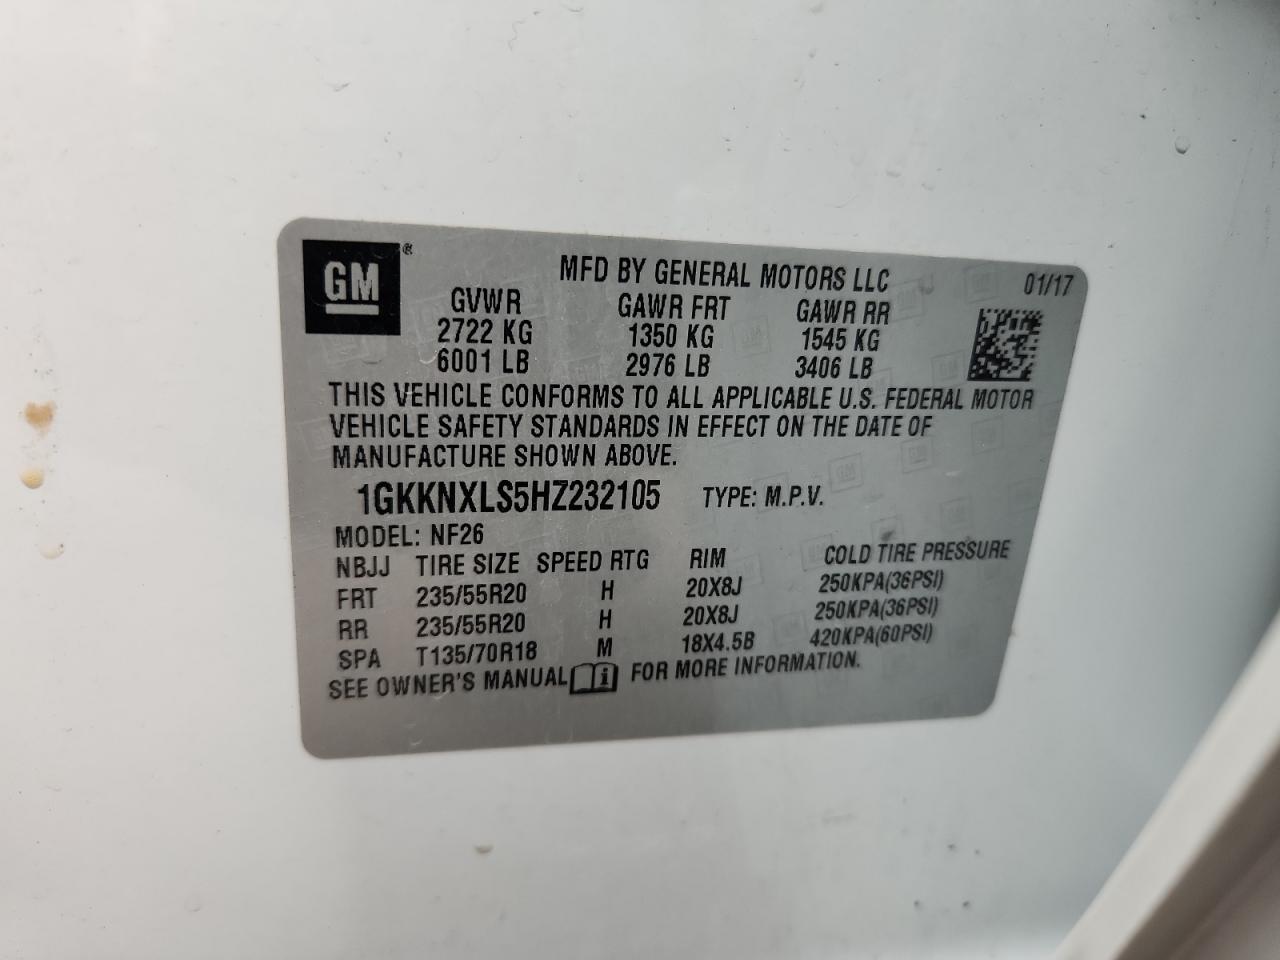 GM ®
MFD BY GENERAL MOTORS LLC 01/17
GVWR GAWR FRT GAWR RR
2722 KG 1350 KG 1545 KG
6001 LB 2976 LB 3406 LB
THIS VEHICLE CONFORMS TO ALL APPLICABLE U.S. FEDERAL MOTOR
VEHICLE SAFETY STANDARDS IN EFFECT ON THE DATE OF
MANUFACTURE SHOWN ABOVE.
1GKKNXLS5HZ232105 TYPE: M.P.V.
MODEL: NF26
NBJJ TIRE SIZE SPEED RTG RIM COLD TIRE PRESSURE
FRT 235/55R20 H 20X8J 250KPA(36PSI)
RR 235/55R20 H 20X8J 250KPA(36PSI)
SPA T135/70R18 M 18X4.5B 420KPA(60PSI)
SEE OWNER'S MANUAL i FOR MORE INFORMATION.